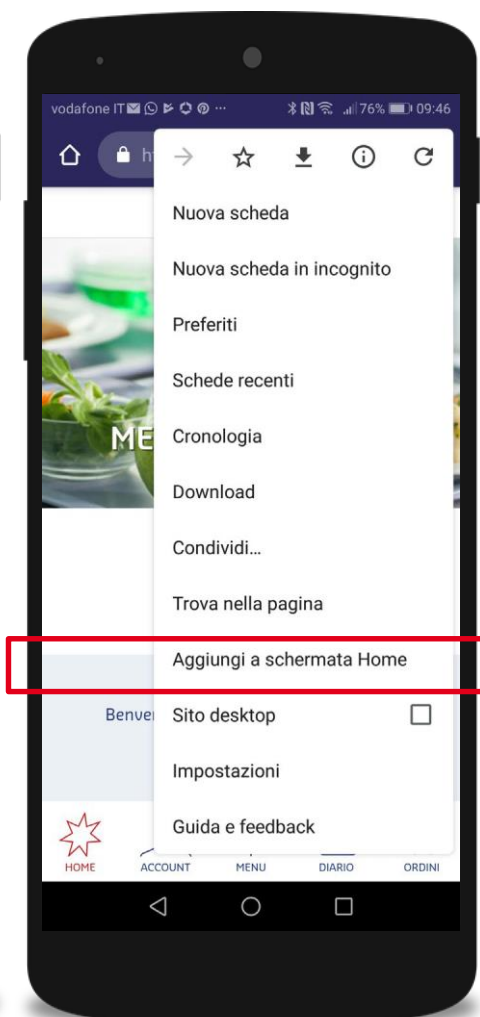 vodafone IT ... 76% 09:46
Nuova scheda
Nuova scheda in incognito
Preferiti
Schede recenti
ME
Cronologia
Download
Condividi...
Trova nella pagina
Aggiungi a schermata Home
Benve
Sito desktop
Impostazioni
Guida e feedback
HOME ACCOUNT MENU DIARIO ORDINI